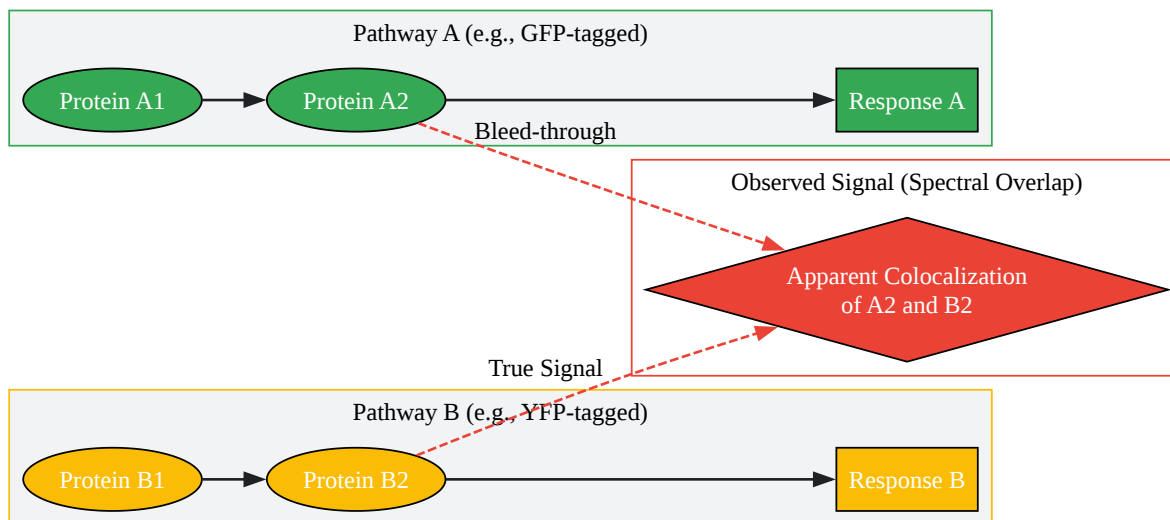 Pathway A (e.g., GFP-tagged)
Protein A1
Protein A2
Response A
Bleed-through
Observed Signal (Spectral Overlap)
Apparent Colocalization
of A2 and B2
True Signal
Pathway B (e.g., YFP-tagged)
Protein B1
Protein B2
Response B